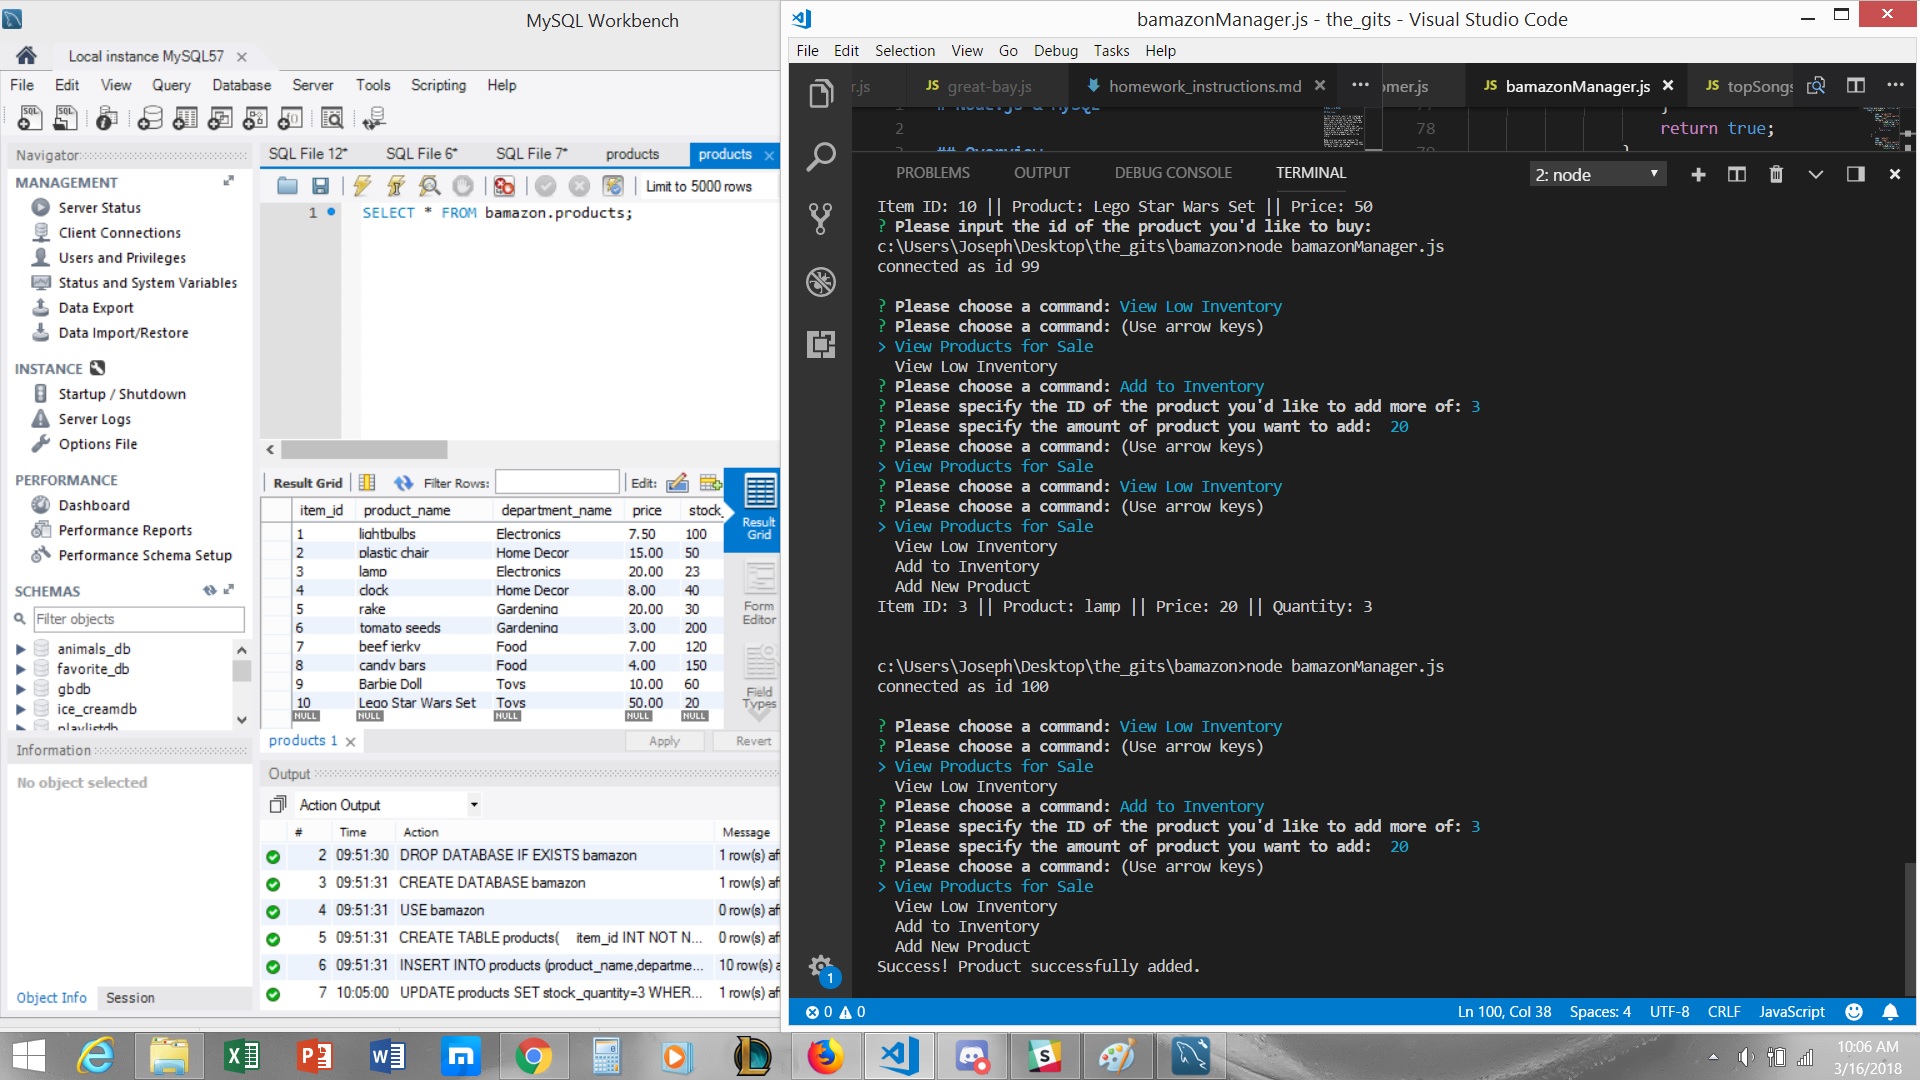 MySQL Workbench
Local instance MySQL57
File Edit View Query Database Server Tools Scripting Help
Navigator
MANAGEMENT
Server Status
Client Connections
Users and Privileges
Status and System Variables
Data Export
Data Import/Restore
INSTANCE
Startup / Shutdown
Server Logs
Options File
PERFORMANCE
Dashboard
Performance Reports
Performance Schema Setup
SCHEMAS
Filter objects
animals_db
favorite_db
gbdb
ice_creamdb
playlistdb
Information
No object selected
Object Info Session
SQL File 12* SQL File 6* SQL File 7* products products
Limit to 5000 rows
1 SELECT * FROM bamazon.products;
Result Grid Filter Rows: Edit:
item_id product_name department_name price stock_
1 lightbulbs Electronics 7.50 100
2 plastic chair Home Decor 15.00 50
3 lamp Electronics 20.00 23
4 clock Home Decor 8.00 40
5 rake Gardening 20.00 30
6 tomato seeds Gardening 3.00 200
7 beef jerky Food 7.00 120
8 candy bars Food 4.00 150
9 Barbie Doll Toys 10.00 60
10 Lego Star Wars Set Toys 50.00 20
NULL NULL NULL NULL NULL
Result Grid
Form Editor
Field Types
products 1 Apply Revert
Output
Action Output
# Time Action Message
2 09:51:30 DROP DATABASE IF EXISTS bamazon 1 row(s) af
3 09:51:31 CREATE DATABASE bamazon 1 row(s) af
4 09:51:31 USE bamazon 0 row(s) af
5 09:51:31 CREATE TABLE products( item_id INT NOT N... 0 row(s) af
6 09:51:31 INSERT INTO products (product_name,departme... 10 row(s) a
7 10:05:00 UPDATE products SET stock_quantity=3 WHER... 1 row(s) af
bamazonManager.js - the_gits - Visual Studio Code
File Edit Selection View Go Debug Tasks Help
r.js JS great-bay.js homework_instructions.md ... omer.js JS bamazonManager.js JS topSongs
# Node.js & MySQL
2
## Overview
78 return true;
PROBLEMS OUTPUT DEBUG CONSOLE TERMINAL 2: node
Item ID: 10 || Product: Lego Star Wars Set || Price: 50
? Please input the id of the product you'd like to buy:
c:\Users\Joseph\Desktop\the_gits\bamazon>node bamazonManager.js
connected as id 99
? Please choose a command: View Low Inventory
? Please choose a command: (Use arrow keys)
> View Products for Sale
View Low Inventory
? Please choose a command: Add to Inventory
? Please specify the ID of the product you'd like to add more of: 3
? Please specify the amount of product you want to add: 20
? Please choose a command: (Use arrow keys)
> View Products for Sale
? Please choose a command: View Low Inventory
? Please choose a command: (Use arrow keys)
> View Products for Sale
View Low Inventory
Add to Inventory
Add New Product
Item ID: 3 || Product: lamp || Price: 20 || Quantity: 3
c:\Users\Joseph\Desktop\the_gits\bamazon>node bamazonManager.js
connected as id 100
? Please choose a command: View Low Inventory
? Please choose a command: (Use arrow keys)
> View Products for Sale
View Low Inventory
? Please choose a command: Add to Inventory
? Please specify the ID of the product you'd like to add more of: 3
? Please specify the amount of product you want to add: 20
? Please choose a command: (Use arrow keys)
> View Products for Sale
View Low Inventory
Add to Inventory
Add New Product
Success! Product successfully added.
1
0 0 Ln 100, Col 38 Spaces: 4 UTF-8 CRLF JavaScript
10:06 AM
3/16/2018